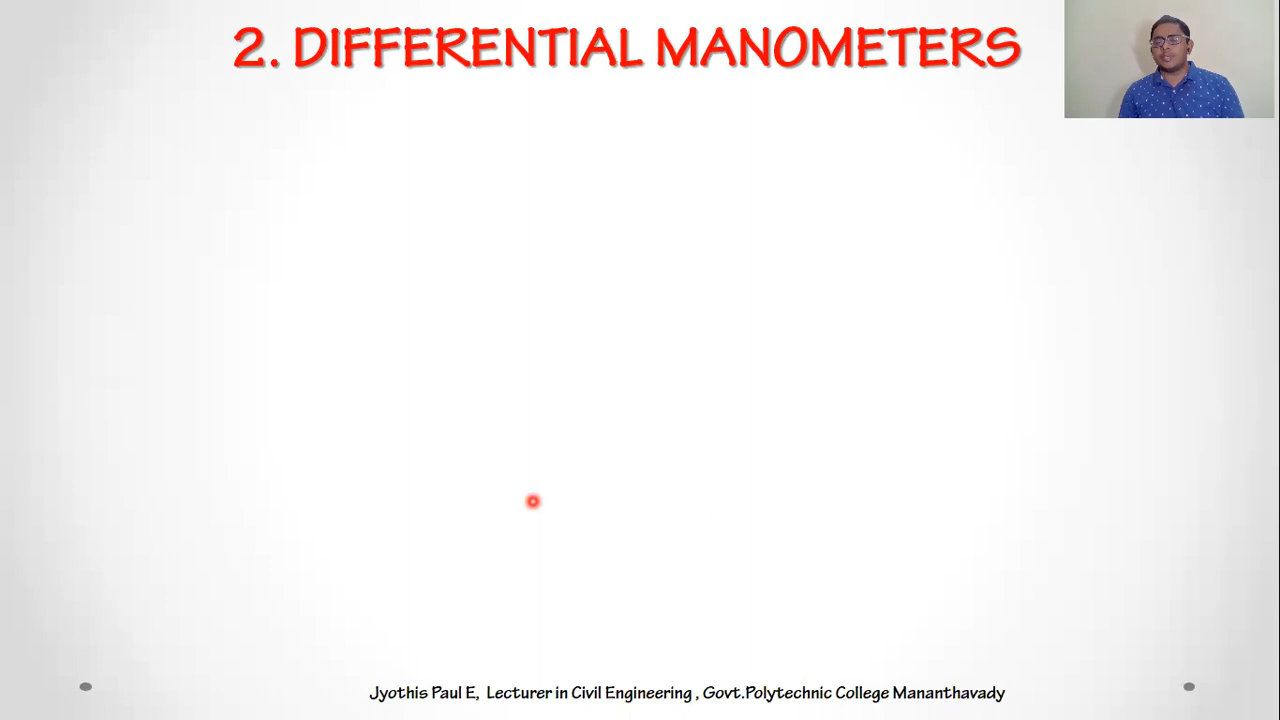 2. DIFFERENTIAL MANOMETERS
Jyothis Paul E, Lecturer in Civil Engineering , Govt.Polytechnic College Mananthavady